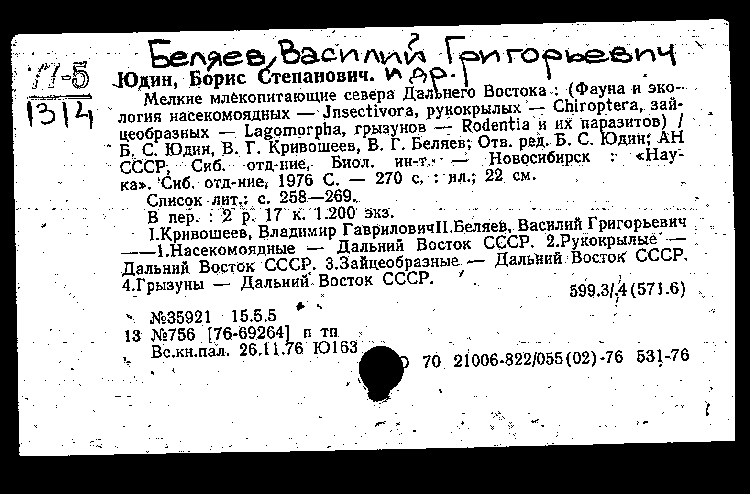 Беляев, Василий Григорьевич
77-5
Юдин, Борис Степанович. и др.
1314
Мелкие млекопитающие севера Дальнего Востока : (Фауна и эко-
логия насекомоядных — Jnsectivora, рукокрылых — Chiroptera, зай-
цеобразных — Lagomorpha, грызунов — Rodentia и их паразитов) /
Б. С. Юдин, В. Г. Кривошеев, В. Г. Беляев; Отв. ред. Б. С. Юдин; АН
СССР, Сиб. отд-ние, Биол. ин-т. — Новосибирск : «Нау-
ка». Сиб. отд-ние, 1976 С. — 270 с, : ил.; 22 см.
Список лит.: с. 258—269.
В пер. : 2 р. 17 к. 1.200 экз.
I.Кривошеев, Владимир ГавриловичII.Беляев, Василий Григорьевич
——1.Насекомоядные — Дальний Восток СССР. 2.Рукокрылые —
Дальний Восток СССР. 3.Зайцеобразные — Дальний Восток СССР.
4.Грызуны — Дальний Восток СССР.
599.3/.4(571.6)
№35921 15.5.5
13 №756 [76-69264] п тп
Вс.кн.пал. 26.11.76 Ю163
70 21006-822/055(02)-76 531-76